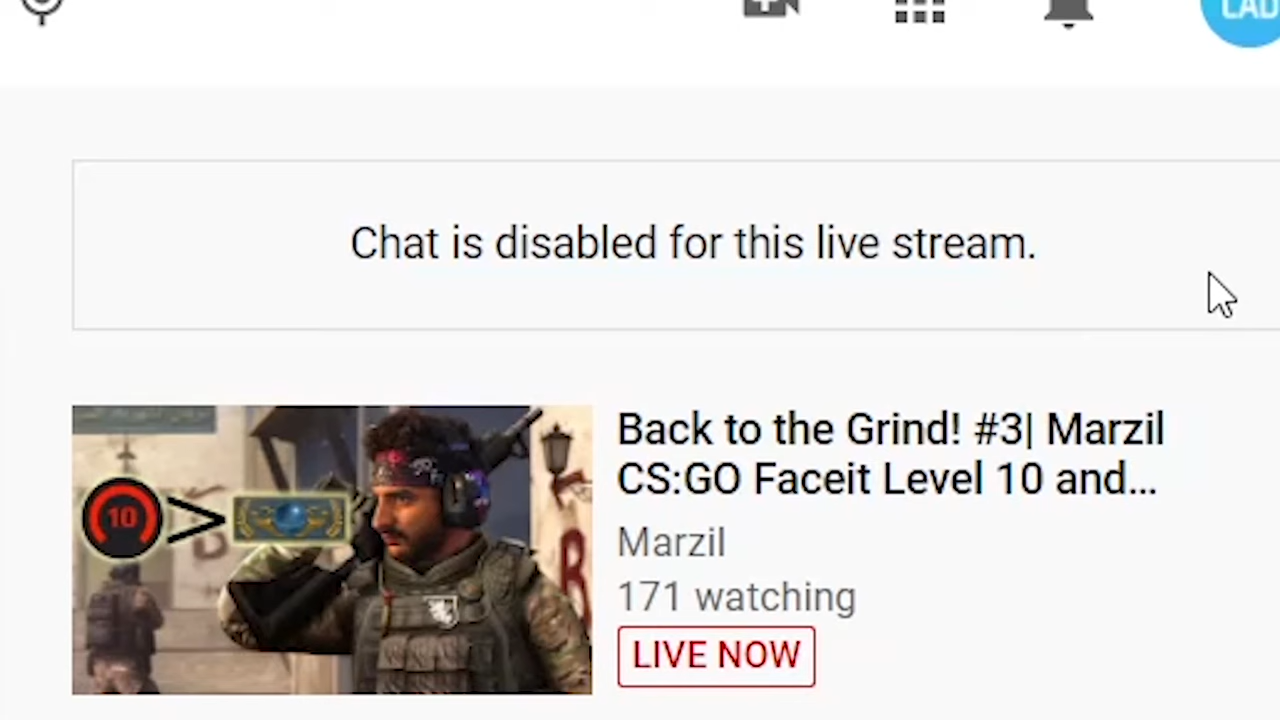 LAD
Chat is disabled for this live stream.
Back to the Grind! #3| Marzil
CS:GO Faceit Level 10 and...
10
>
B
Marzil
171 watching
LIVE NOW